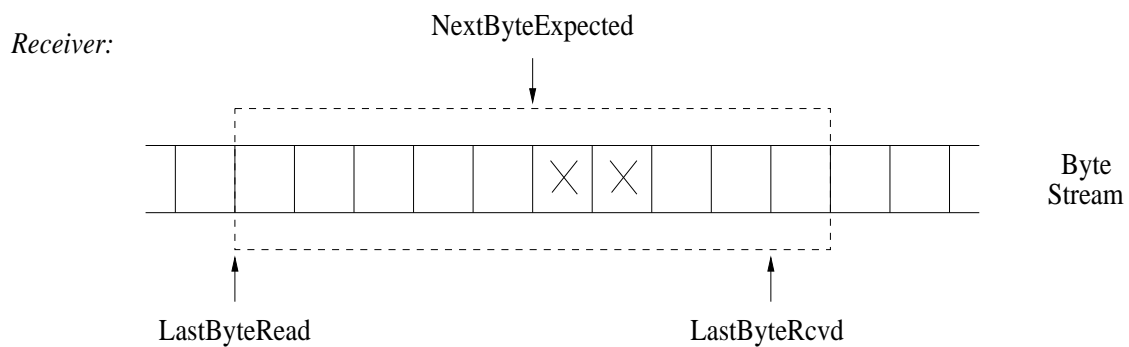 NextByteExpected
Receiver:
Byte
Stream
LastByteRead
LastByteRcvd